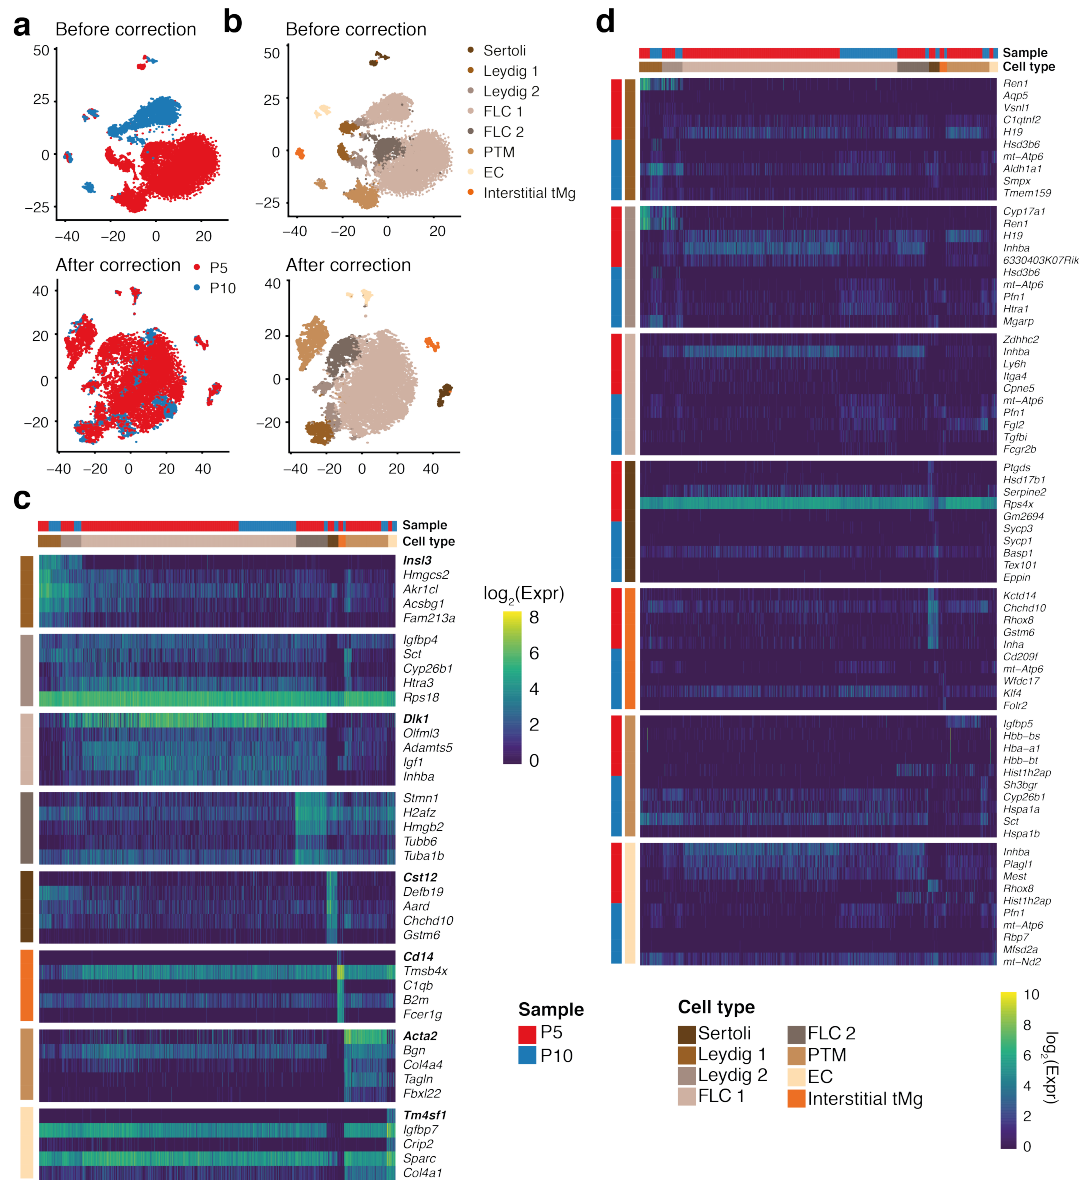 a
Before correction
50
25
0
−25
−40
−20
0
20
After correction
P5
P10
40
20
0
−20
−40
−20
0
20
40
b
Before correction
50
25
0
−25
−40
−20
0
20
Sertoli
Leydig 1
Leydig 2
FLC 1
FLC 2
PTM
EC
Interstitial tMg
After correction
40
20
0
−20
−40
−20
0
20
40
c
Sample
Cell type
Insl3
Hmgcs2
Akr1cl
Acsbg1
Fam213a
Igfbp4
Sct
Cyp26b1
Htra3
Rps18
Dlk1
Olfml3
Adamts5
Igf1
Inhba
Stmn1
H2afz
Hmgb2
Tubb6
Tuba1b
Cst12
Defb19
Aard
Chchd10
Gstm6
Cd14
Tmsb4x
C1qb
B2m
Fcer1g
Acta2
Bgn
Col4a4
Tagln
Fbxl22
Tm4sf1
Igfbp7
Crip2
Sparc
Col4a1
log2(Expr)
8
6
4
2
0
d
Sample
Cell type
Ren1
Aqp5
Vsnl1
C1qtnf2
H19
Hsd3b6
mt−Atp6
Aldh1a1
Smpx
Tmem159
Cyp17a1
Ren1
H19
Inhba
6330403K07Rik
Hsd3b6
mt−Atp6
Pfn1
Htra1
Mgarp
Zdhhc2
Inhba
Ly6h
Itga4
Cpne5
mt−Atp6
Pfn1
Fgl2
Tgfbi
Fcgr2b
Ptgds
Hsd17b1
Serpine2
Rps4x
Gm2694
Sycp3
Sycp1
Basp1
Tex101
Eppin
Kctd14
Chchd10
Rhox8
Gstm6
Inha
Cd209f
mt−Atp6
Wfdc17
Klf4
Folr2
Igfbp5
Hbb−bs
Hba−a1
Hbb−bt
Hist1h2ap
Sh3bgr
Cyp26b1
Hspa1a
Sct
Hspa1b
Inhba
Plagl1
Mest
Rhox8
Hist1h2ap
Pfn1
mt−Atp6
Rbp7
Mfsd2a
mt−Nd2
Sample
P5
P10
Cell type
Sertoli
Leydig 1
Leydig 2
FLC 1
FLC 2
PTM
EC
Interstitial tMg
10
8
6
4
2
0
log2(Expr)